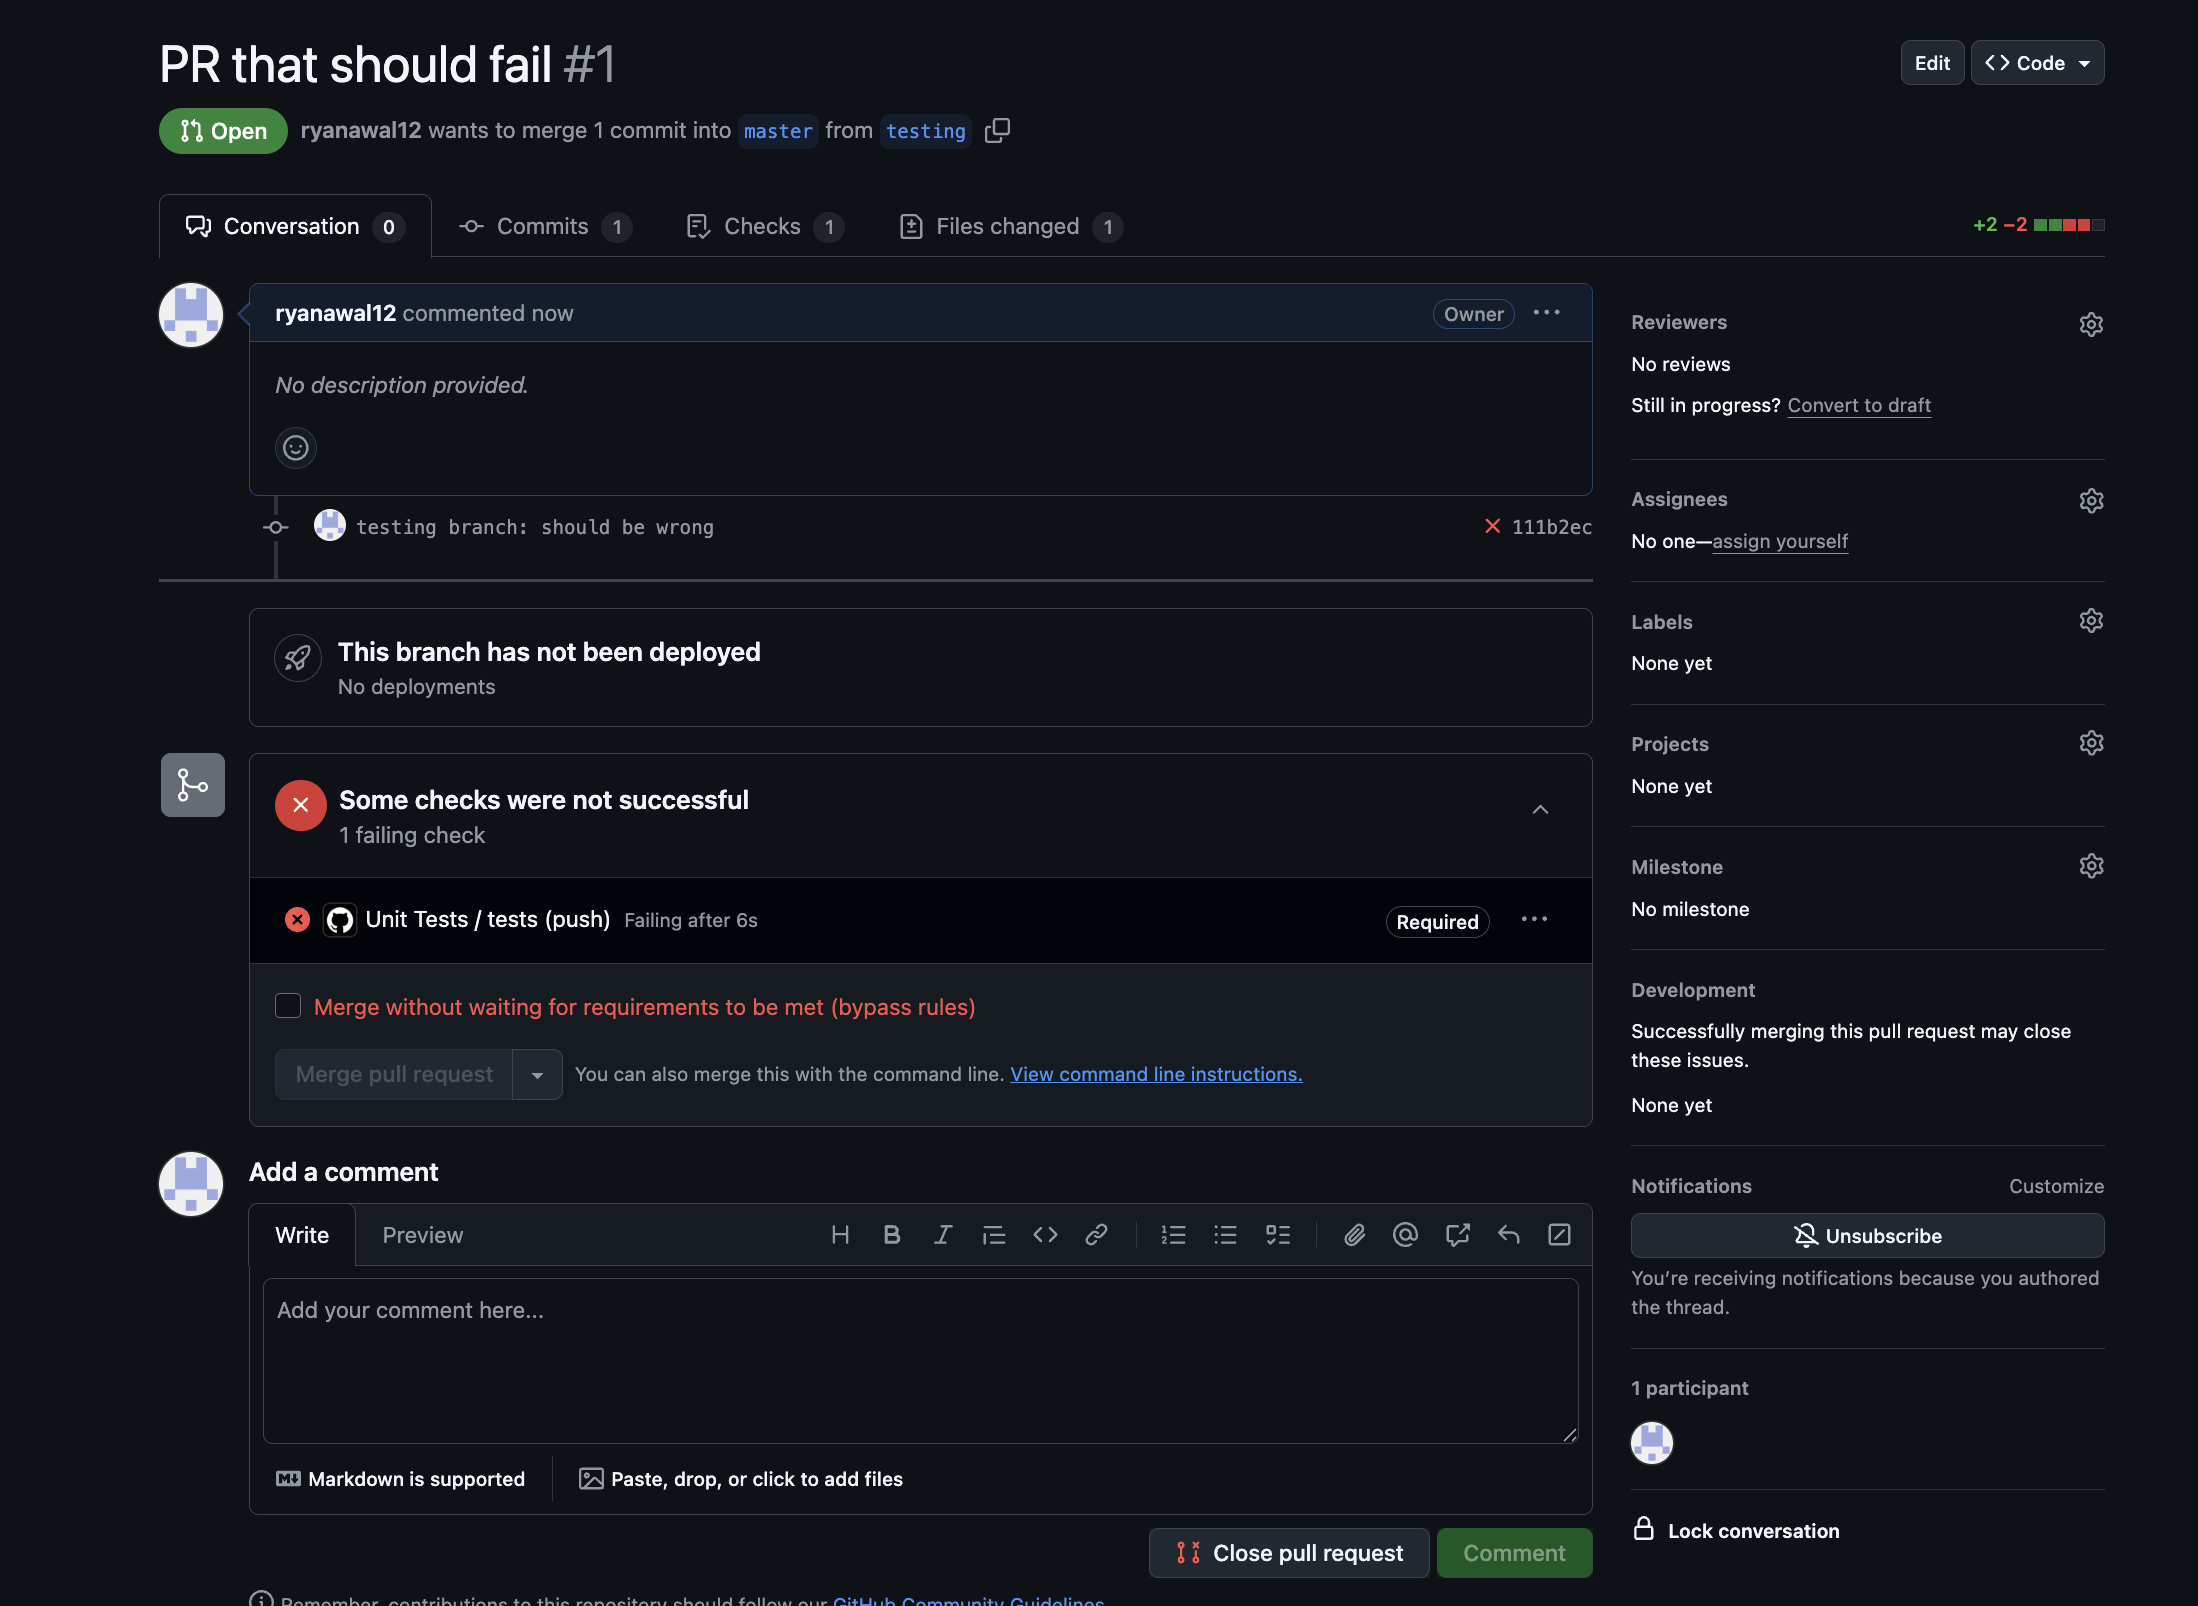 PR that should fail #1
Edit
Code
Open
ryanawal12 wants to merge 1 commit into master from testing
Conversation 0
Commits 1
Checks 1
Files changed 1
+2 −2
ryanawal12 commented now
Owner
No description provided.
testing branch: should be wrong
111b2ec
This branch has not been deployed
No deployments
Some checks were not successful
1 failing check
Unit Tests / tests (push) Failing after 6s
Required
Merge without waiting for requirements to be met (bypass rules)
Merge pull request
You can also merge this with the command line. View command line instructions.
Add a comment
Write
Preview
Add your comment here...
Markdown is supported
Paste, drop, or click to add files
Close pull request
Comment
Remember, contributions to this repository should follow our GitHub Community Guidelines
Reviewers
No reviews
Still in progress? Convert to draft
Assignees
No one—assign yourself
Labels
None yet
Projects
None yet
Milestone
No milestone
Development
Successfully merging this pull request may close
these issues.
None yet
Notifications
Customize
Unsubscribe
You’re receiving notifications because you authored
the thread.
1 participant
Lock conversation